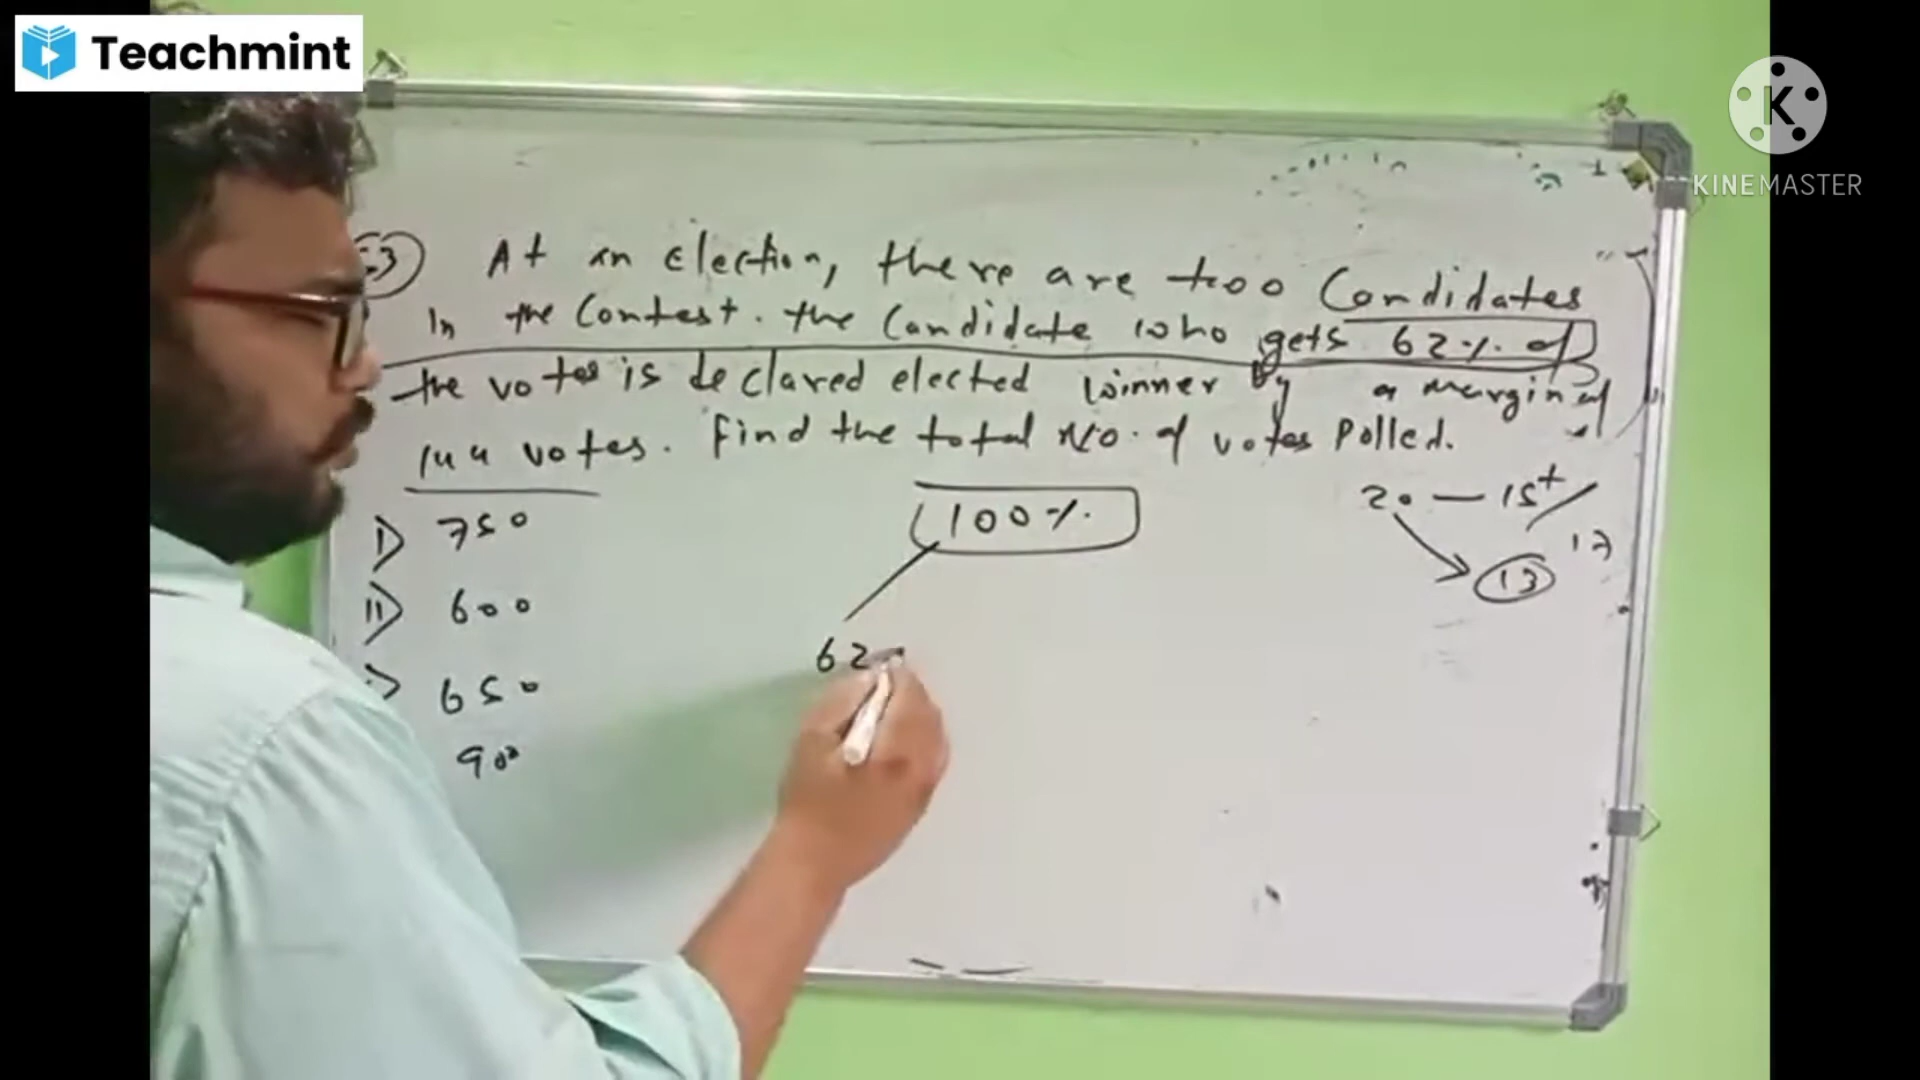 Teachmint
KINEMASTER
At an Election, there are two Candidates
In the Contest. the Candidate who gets 62% of
the votes is declared elected winner by a margin of
144 votes. Find the total No. of votes Polled.
I) 750
II) 600
650
900
100%
62
20 — 15+
17
13